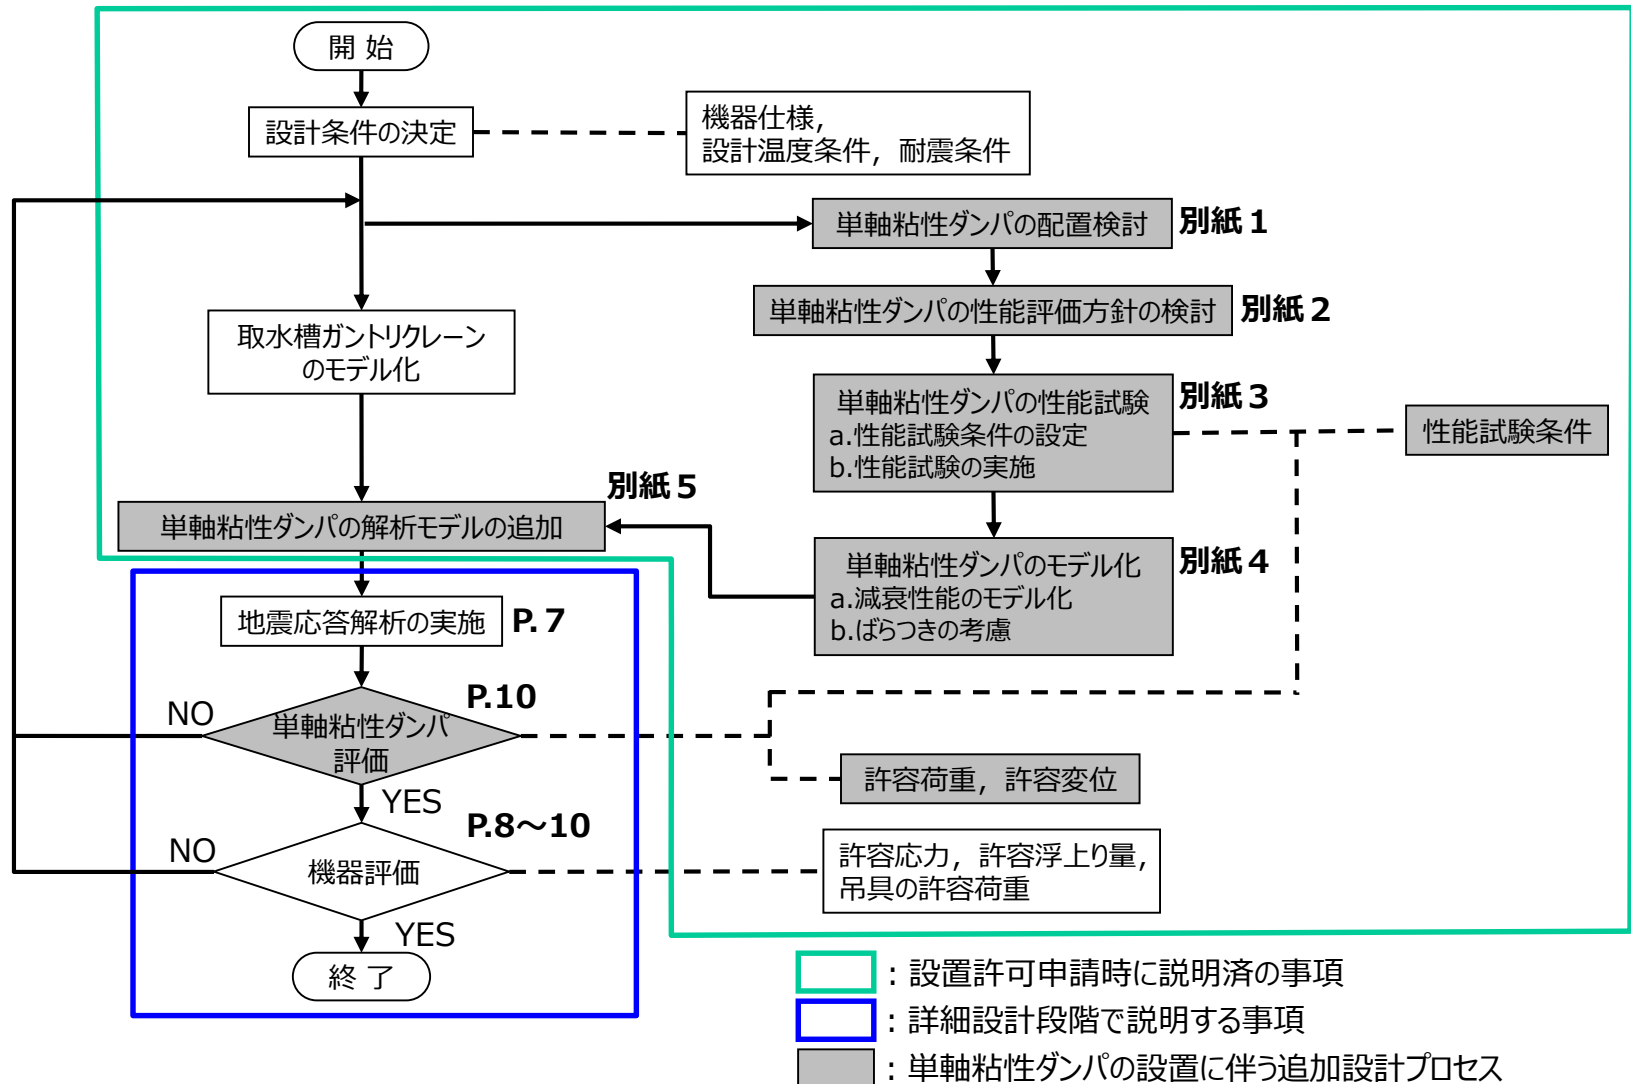 開 始
設計条件の決定
機器仕様,
設計温度条件, 耐震条件
単軸粘性ダンパの配置検討
別紙1
単軸粘性ダンパの性能評価方針の検討
別紙2
取水槽ガントリクレーン
のモデル化
単軸粘性ダンパの性能試験
a.性能試験条件の設定
b.性能試験の実施
別紙3
性能試験条件
別紙5
単軸粘性ダンパの解析モデルの追加
単軸粘性ダンパのモデル化
a.減衰性能のモデル化
b.ばらつきの考慮
別紙4
地震応答解析の実施
P.7
P.10
NO
単軸粘性ダンパ
評価
YES
許容荷重, 許容変位
P.8~10
NO
機器評価
YES
許容応力, 許容浮上り量,
吊具の許容荷重
終 了
:設置許可申請時に説明済の事項
:詳細設計段階で説明する事項
:単軸粘性ダンパの設置に伴う追加設計プロセス